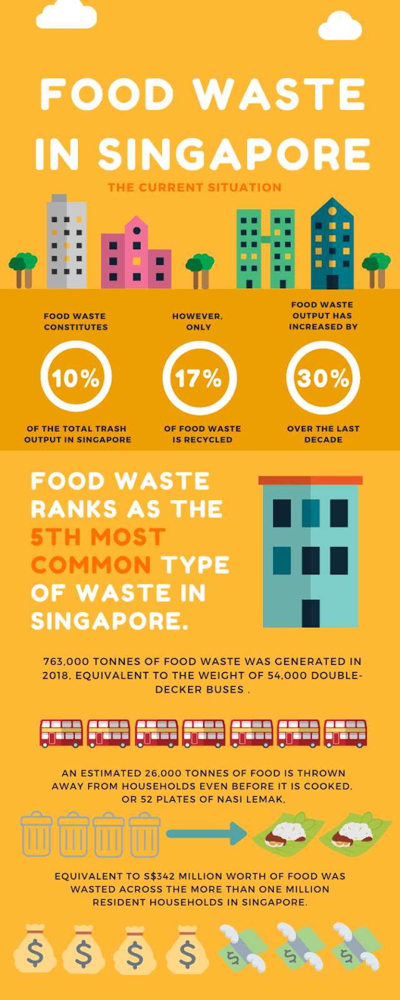 FOOD WASTE
IN SINGAPORE
THE CURRENT SITUATION
FOOD WASTE
CONSTITUTES
10%
OF THE TOTAL TRASH
OUTPUT IN SINGAPORE
HOWEVER,
ONLY
17%
OF FOOD WASTE
IS RECYCLED
FOOD WASTE
OUTPUT HAS
INCREASED BY
30%
OVER THE LAST
DECADE
FOOD WASTE
RANKS AS THE
5TH MOST
COMMON TYPE
OF WASTE IN
SINGAPORE.
763,000 TONNES OF FOOD WASTE WAS GENERATED IN
2018, EQUIVALENT TO THE WEIGHT OF 54,000 DOUBLE-
DECKER BUSES .
AN ESTIMATED 26,000 TONNES OF FOOD IS THROWN
AWAY FROM HOUSEHOLDS EVEN BEFORE IT IS COOKED,
OR 52 PLATES OF NASI LEMAK,
EQUIVALENT TO S$342 MILLION WORTH OF FOOD WAS
WASTED ACROSS THE MORE THAN ONE MILLION
RESIDENT HOUSEHOLDS IN SINGAPORE.
$ $ $ $ $ $ $